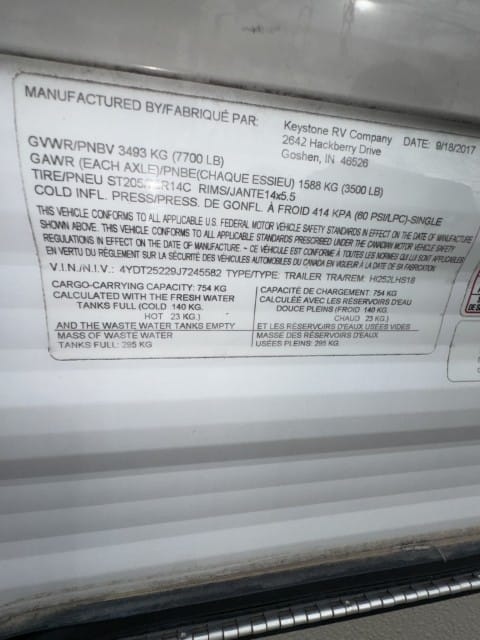 MANUFACTURED BY/FABRIQUÉ PAR: Keystone RV Company DATE: 9/18/2017
2642 Hackberry Drive
Goshen, IN 46526
GVWR/PNBV 3493 KG (7700 LB)
GAWR (EACH AXLE)/PNBE(CHAQUE ESSIEU) 1588 KG (3500 LB)
TIRE/PNEU ST205/ R14C RIMS/JANTE14x5.5
COLD INFL. PRESS/PRESS. DE GONFL. À FROID 414 KPA (60 PSI/LPC)-SINGLE
THIS VEHICLE CONFORMS TO ALL APPLICABLE U.S. FEDERAL MOTOR VEHICLE SAFETY STANDARDS IN EFFECT ON THE DATE OF MANUFACTURE
SHOWN ABOVE. THIS VEHICLE CONFORMS TO ALL APPLICABLE STANDARDS PRESCRIBED UNDER THE CANADIAN MOTOR VEHICLE SAFETY
REGULATIONS IN EFFECT ON THE DATE OF MANUFACTURE - CE VÉHICULE EST CONFORME À TOUTES LES NORMES QUI LUI SONT APPLICABLES
EN VERTU DU RÈGLEMENT SUR LA SÉCURITÉ DES VÉHICULES AUTOMOBILES DU CANADA EN VIGUEUR À LA DATE DE SA FABRICATION
V.I.N./N.I.V.: 4YDT25229J7245582 TYPE/TYPE: TRAILER TRA/REM: HI252LHS18
CARGO-CARRYING CAPACITY: 754 KG
CALCULATED WITH THE FRESH WATER
TANKS FULL (COLD 140 KG.
HOT 23 KG.)
AND THE WASTE WATER TANKS EMPTY
MASS OF WASTE WATER
TANKS FULL: 295 KG
CAPACITÉ DE CHARGEMENT: 754 KG
CALCULÉE AVEC LES RÉSERVOIRS D'EAU
DOUCE PLEINS (FROID 140 KG.
CHAUD 23 KG.)
ET LES RÉSERVOIRS D'EAU USÉES VIDES
MASSE DES RÉSERVOIRS D'EAUX
USÉES PLEINS: 295 KG.